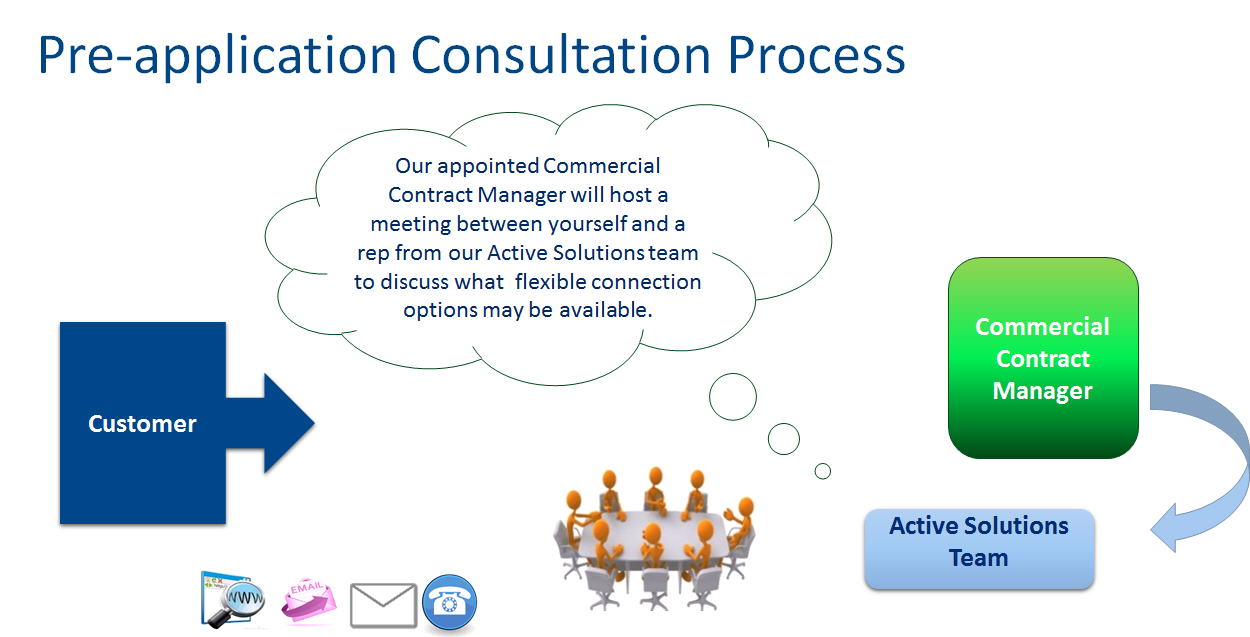 Pre-application Consultation Process
Our appointed Commercial
Contract Manager will host a
meeting between yourself and a
rep from our Active Solutions team
to discuss what  flexible connection
options may be available.
Commercial
Contract
Manager
Customer
Active Solutions
Team
WWW
EMAIL